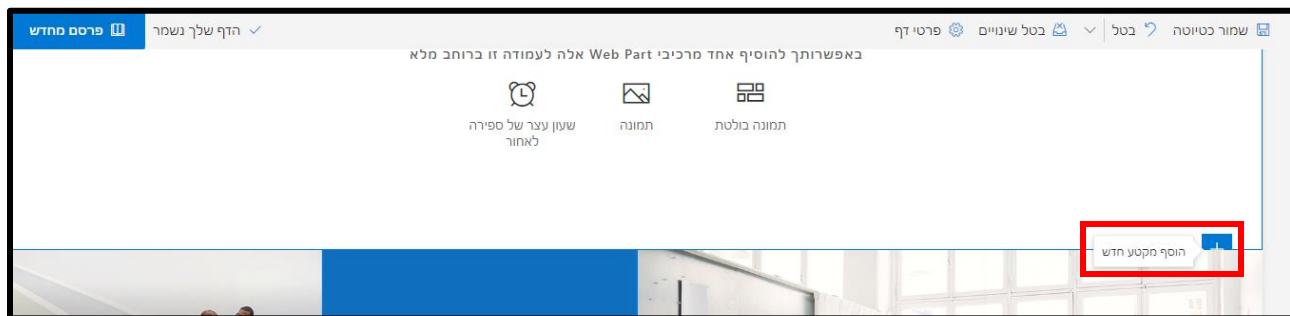 שמור כטיוטה בטל בטל שינויים פרטי דף הדף שלך נשמר פרסם מחדש
באפשרותך להוסיף אחד מרכיבי Web Part אלה לעמודה זו ברוחב מלא
תמונה בולטת תמונה שעון עצר של ספירה
לאחור
הוסף מקטע חדש